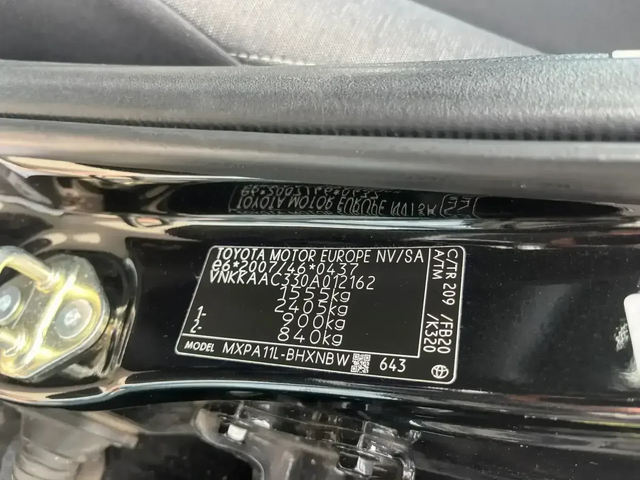 TOYOTA MOTOR EUROPE NV/SA
e6*2007/46*0437
VNKKAAC330A012162
1555kg
2405kg
1- 900kg
2- 840kg
MODEL MXPA11L-BHXNBW 643
C/TR 209 /FB20
A/TM /K320